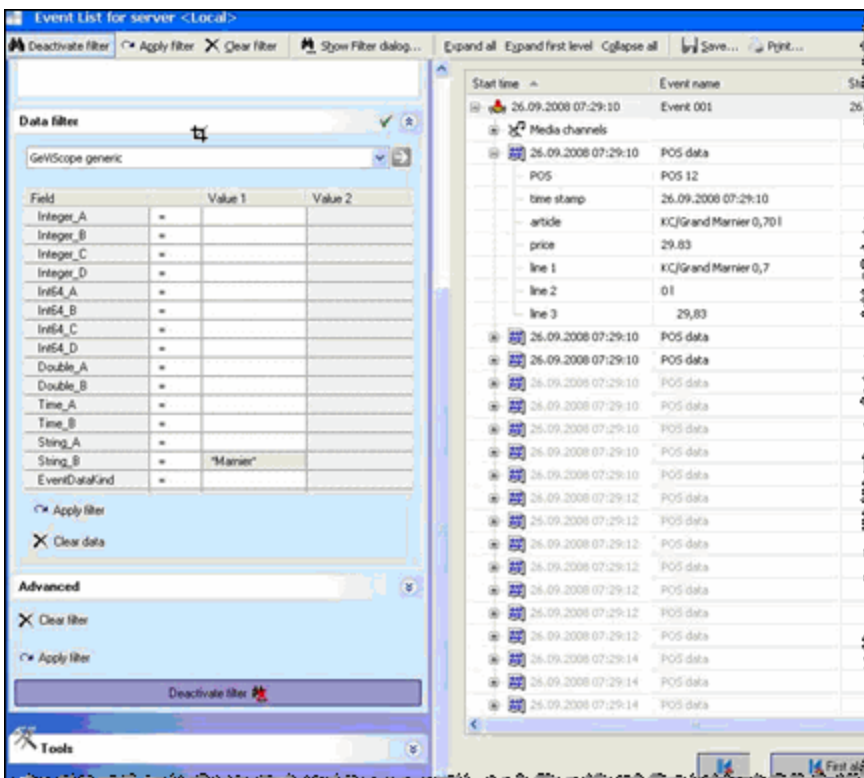 Event List for server <Local>
Deactivate filter Apply filter Clear filter Show Filter dialog... Expand all Expand first level Collapse all Save... Print...
Data filter
GeViScope generic
Field Value 1 Value 2
Integer_A =
Integer_B =
Integer_C =
Integer_D =
Int64_A =
Int64_B =
Int64_C =
Int64_D =
Double_A =
Double_B =
Time_A =
Time_B =
String_A =
String_B = "Marnier"
EventDataKind =
Apply filter
Clear data
Advanced
Clear filter
Apply filter
Deactivate filter
Tools
Start time Event name
26.09.2008 07:29:10 Event 001 26.
Media channels
26.09.2008 07:29:10 POS data
POS POS 12
time stamp 26.09.2008 07:29:10
article KC/Grand Marnier 0,70 l
price 29.83
line 1 KC/Grand Marnier 0,7
line 2 0 l
line 3 29,83
26.09.2008 07:29:10 POS data
26.09.2008 07:29:10 POS data
26.09.2008 07:29:10 POS data
26.09.2008 07:29:10 POS data
26.09.2008 07:29:10 POS data
26.09.2008 07:29:10 POS data
26.09.2008 07:29:10 POS data
26.09.2008 07:29:12 POS data
26.09.2008 07:29:12 POS data
26.09.2008 07:29:12 POS data
26.09.2008 07:29:12 POS data
26.09.2008 07:29:12 POS data
26.09.2008 07:29:12 POS data
26.09.2008 07:29:12 POS data
26.09.2008 07:29:14 POS data
26.09.2008 07:29:14 POS data
26.09.2008 07:29:14 POS data
First